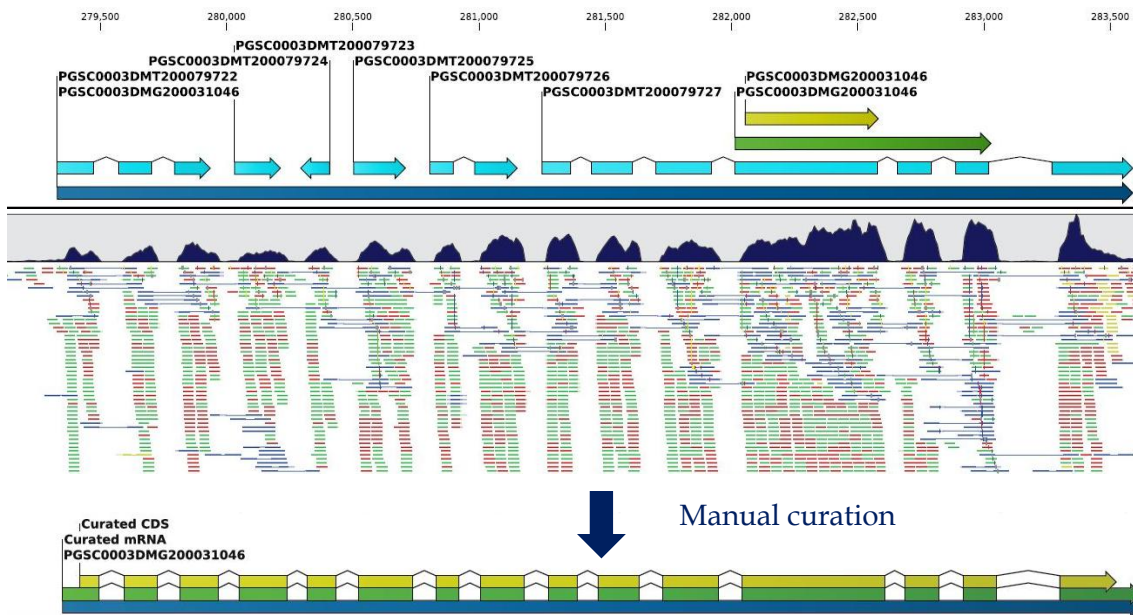 279,500 280,000 280,500 281,000 281,500 282,000 282,500 283,000 283,500
PGSC0003DMT200079723
PGSC0003DMT200079724 PGSC0003DMT200079725
PGSC0003DMT200079722 PGSC0003DMT200079726 PGSC0003DMG200031046
PGSC0003DMG200031046 PGSC0003DMT200079727 PGSC0003DMG200031046
Manual curation
Curated CDS
Curated mRNA
PGSC0003DMG200031046